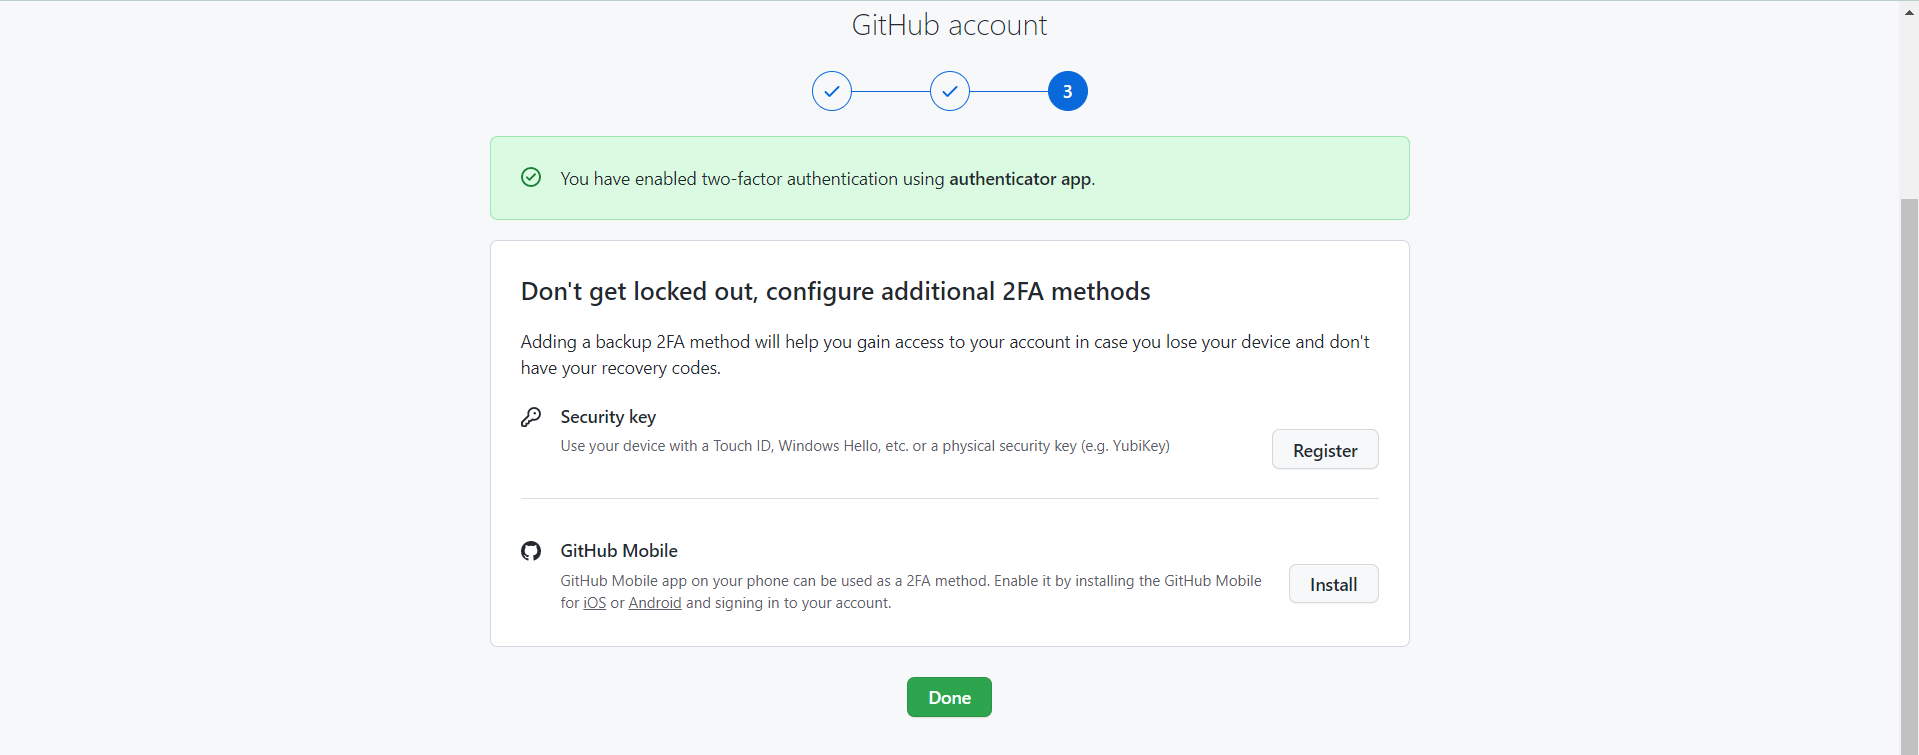 GitHub account
3
You have enabled two-factor authentication using authenticator app.
Don't get locked out, configure additional 2FA methods
Adding a backup 2FA method will help you gain access to your account in case you lose your device and don't
have your recovery codes.
Security key
Use your device with a Touch ID, Windows Hello, etc. or a physical security key (e.g. YubiKey)
Register
GitHub Mobile
GitHub Mobile app on your phone can be used as a 2FA method. Enable it by installing the GitHub Mobile
for iOS or Android and signing in to your account.
Install
Done